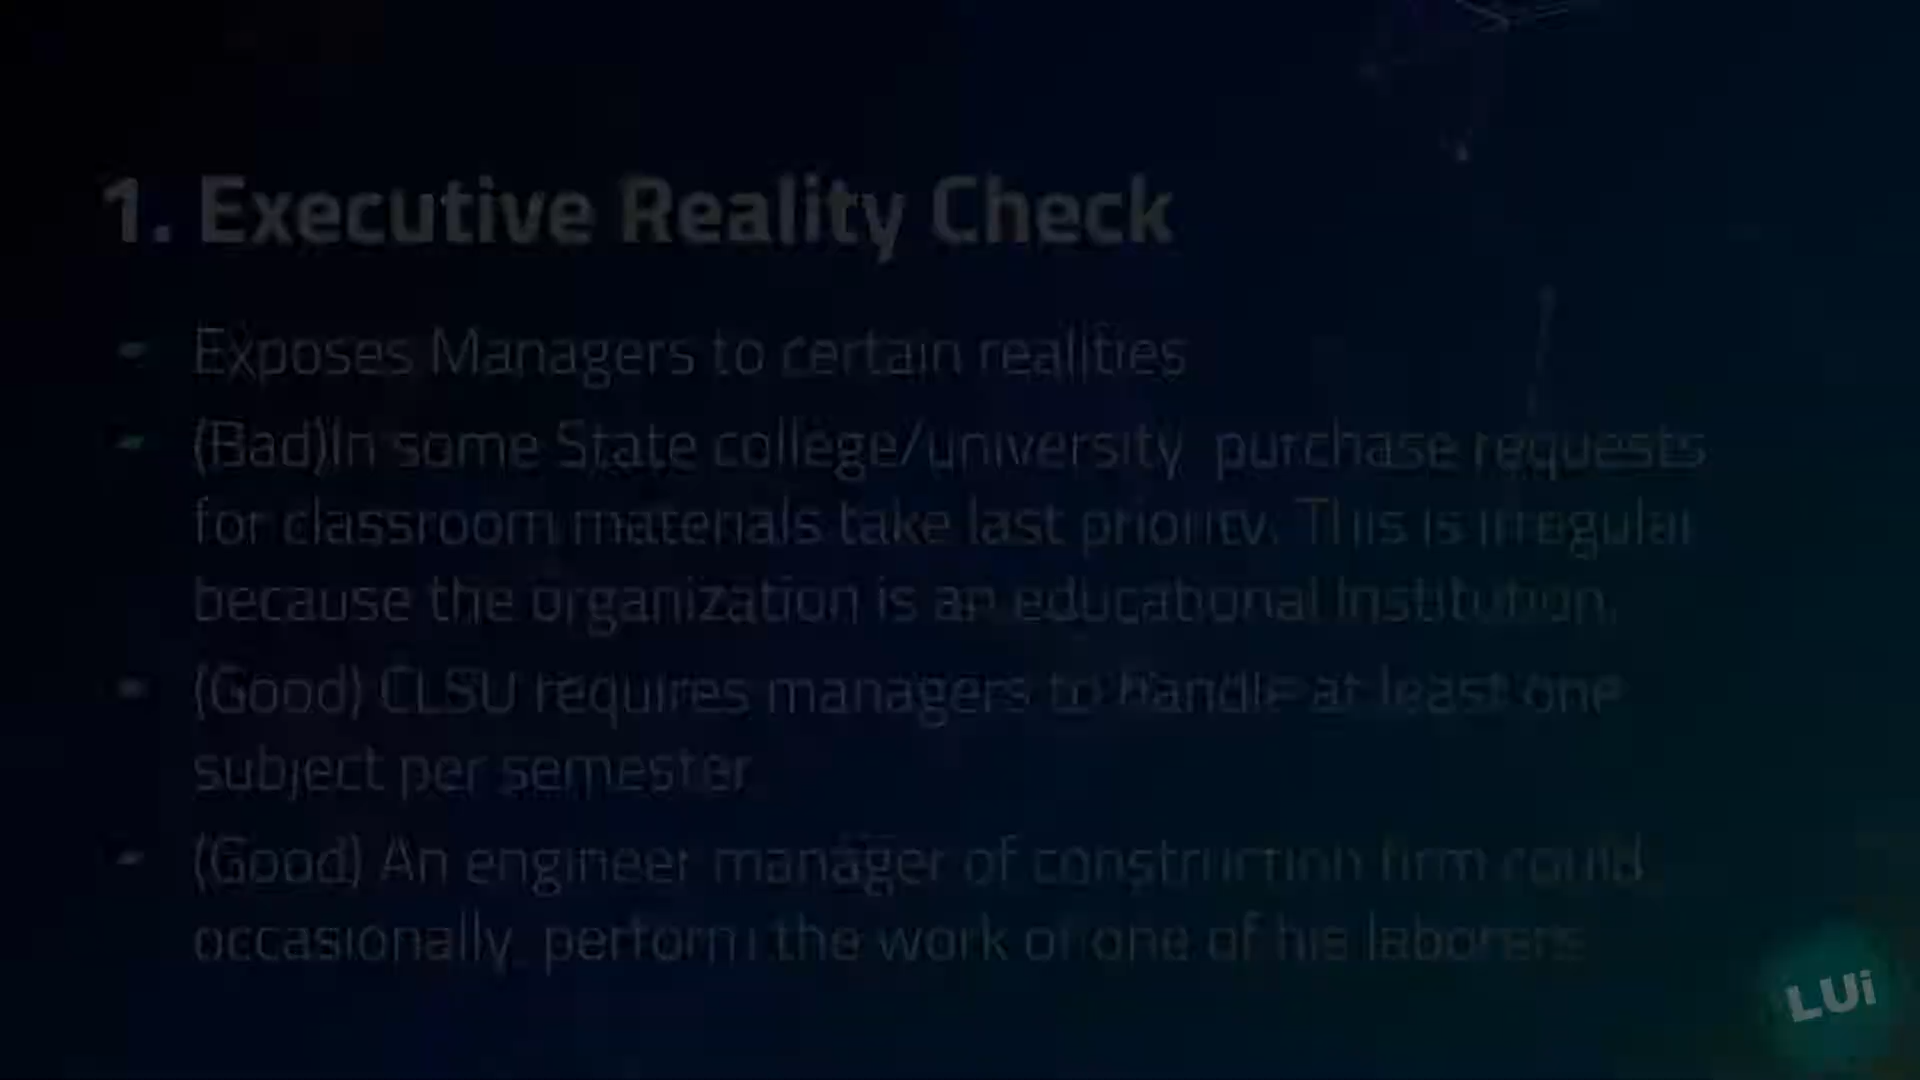 1. Executive Reality Check
- Exposes Managers to certain realities
- (Bad)In some State college/university purchase requests
for classroom materials take last priority. This is irregular
because the organization is an educational Institution.
- (Good) CLSU requires managers to handle at least one
subject per semester
- (Good) An engineer manager of construction firm could
occasionally perform the work of one of his laborers
LUi